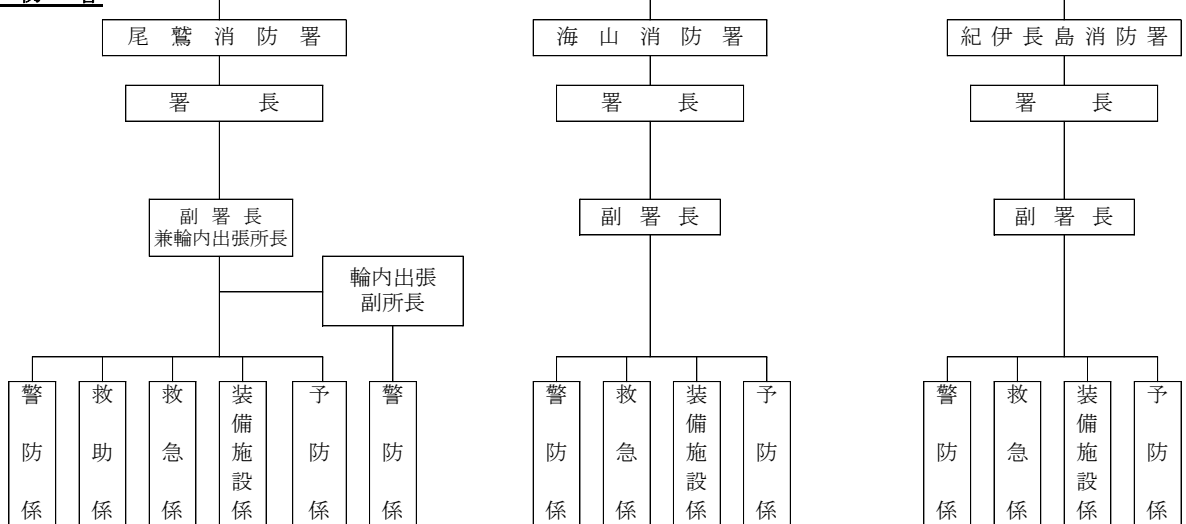 尾鷲消防署
海山消防署
紀伊長島消防署
署長
署長
署長
副署長
兼輪内出張所長
副署長
副署長
輪内出張
副所長
警防係
救助係
救急係
装備施設係
予防係
警防係
警防係
救急係
装備施設係
予防係
警防係
救急係
装備施設係
予防係